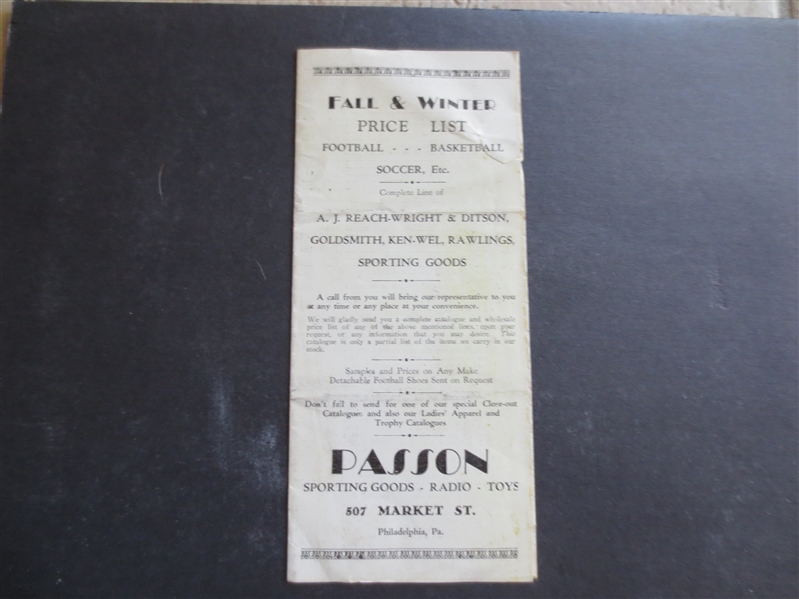 FALL & WINTER
PRICE LIST
FOOTBALL - - - BASKETBALL
SOCCER, Etc.
Complete Line of
A. J. REACH-WRIGHT & DITSON,
GOLDSMITH, KEN-WEL, RAWLINGS,
SPORTING GOODS
A call from you will bring our representative to you
at any time or any place at your convenience.
We will gladly send you a complete catalogue and wholesale
price list of any of the above mentioned lines, upon your
request, or any information that you may desire. This
catalogue is only a partial list of the items we carry in our
stock.
Samples and Prices on Any Make
Detachable Football Shoes Sent on Request
Don't fail to send for one of our special Close-out
Catalogues and also our Ladies' Apparel and
Trophy Catalogues
PASSON
SPORTING GOODS - RADIO - TOYS
507 MARKET ST.
Philadelphia, Pa.